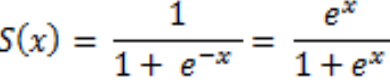 S(x) = 1 / (1 + e^{-x}) = e^x / (1 + e^x)